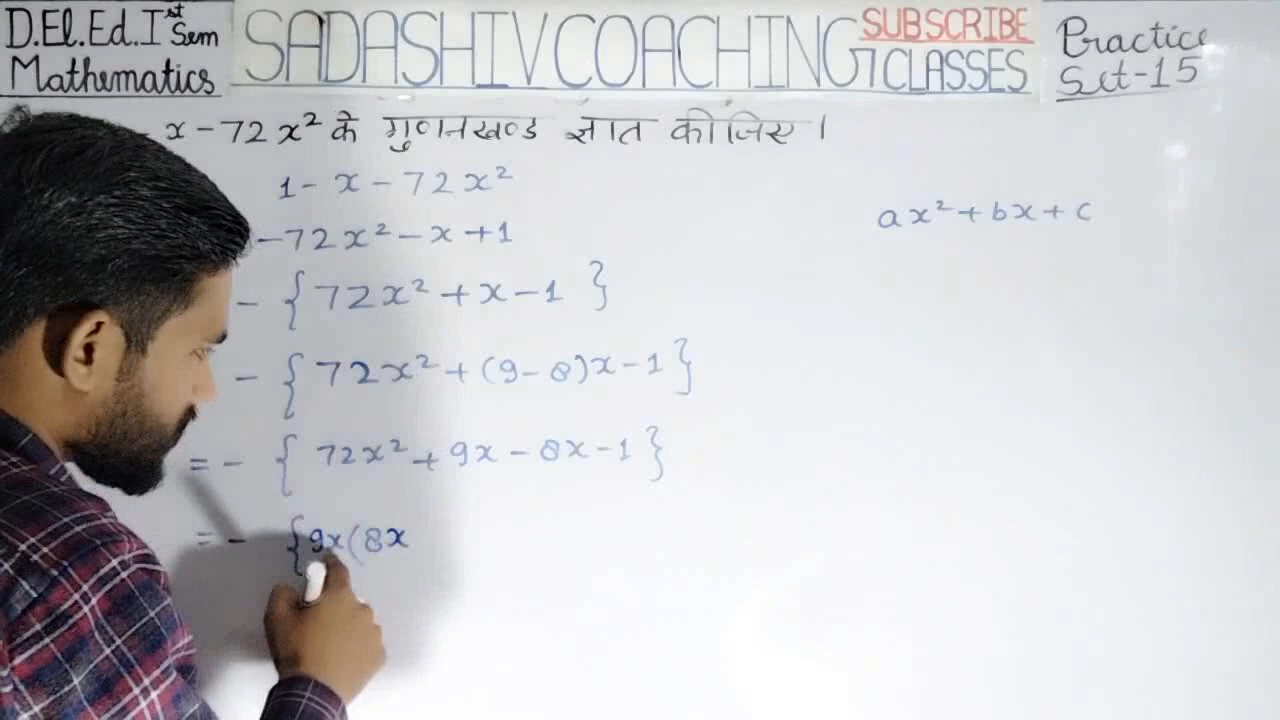 D.El.Ed.Ist Sem
Mathematics
SADASHIV COACHING CLASSES
SUBSCRIBE
Practice
Set-15
x - 72x² के गुणनखण्ड ज्ञात कीजिए।
1 - x - 72x²
-72x² - x + 1
- { 72x² + x - 1 }
- { 72x² + (9 - 8)x - 1 }
= - { 72x² + 9x - 8x - 1 }
= - { 9x(8x
ax² + bx + c